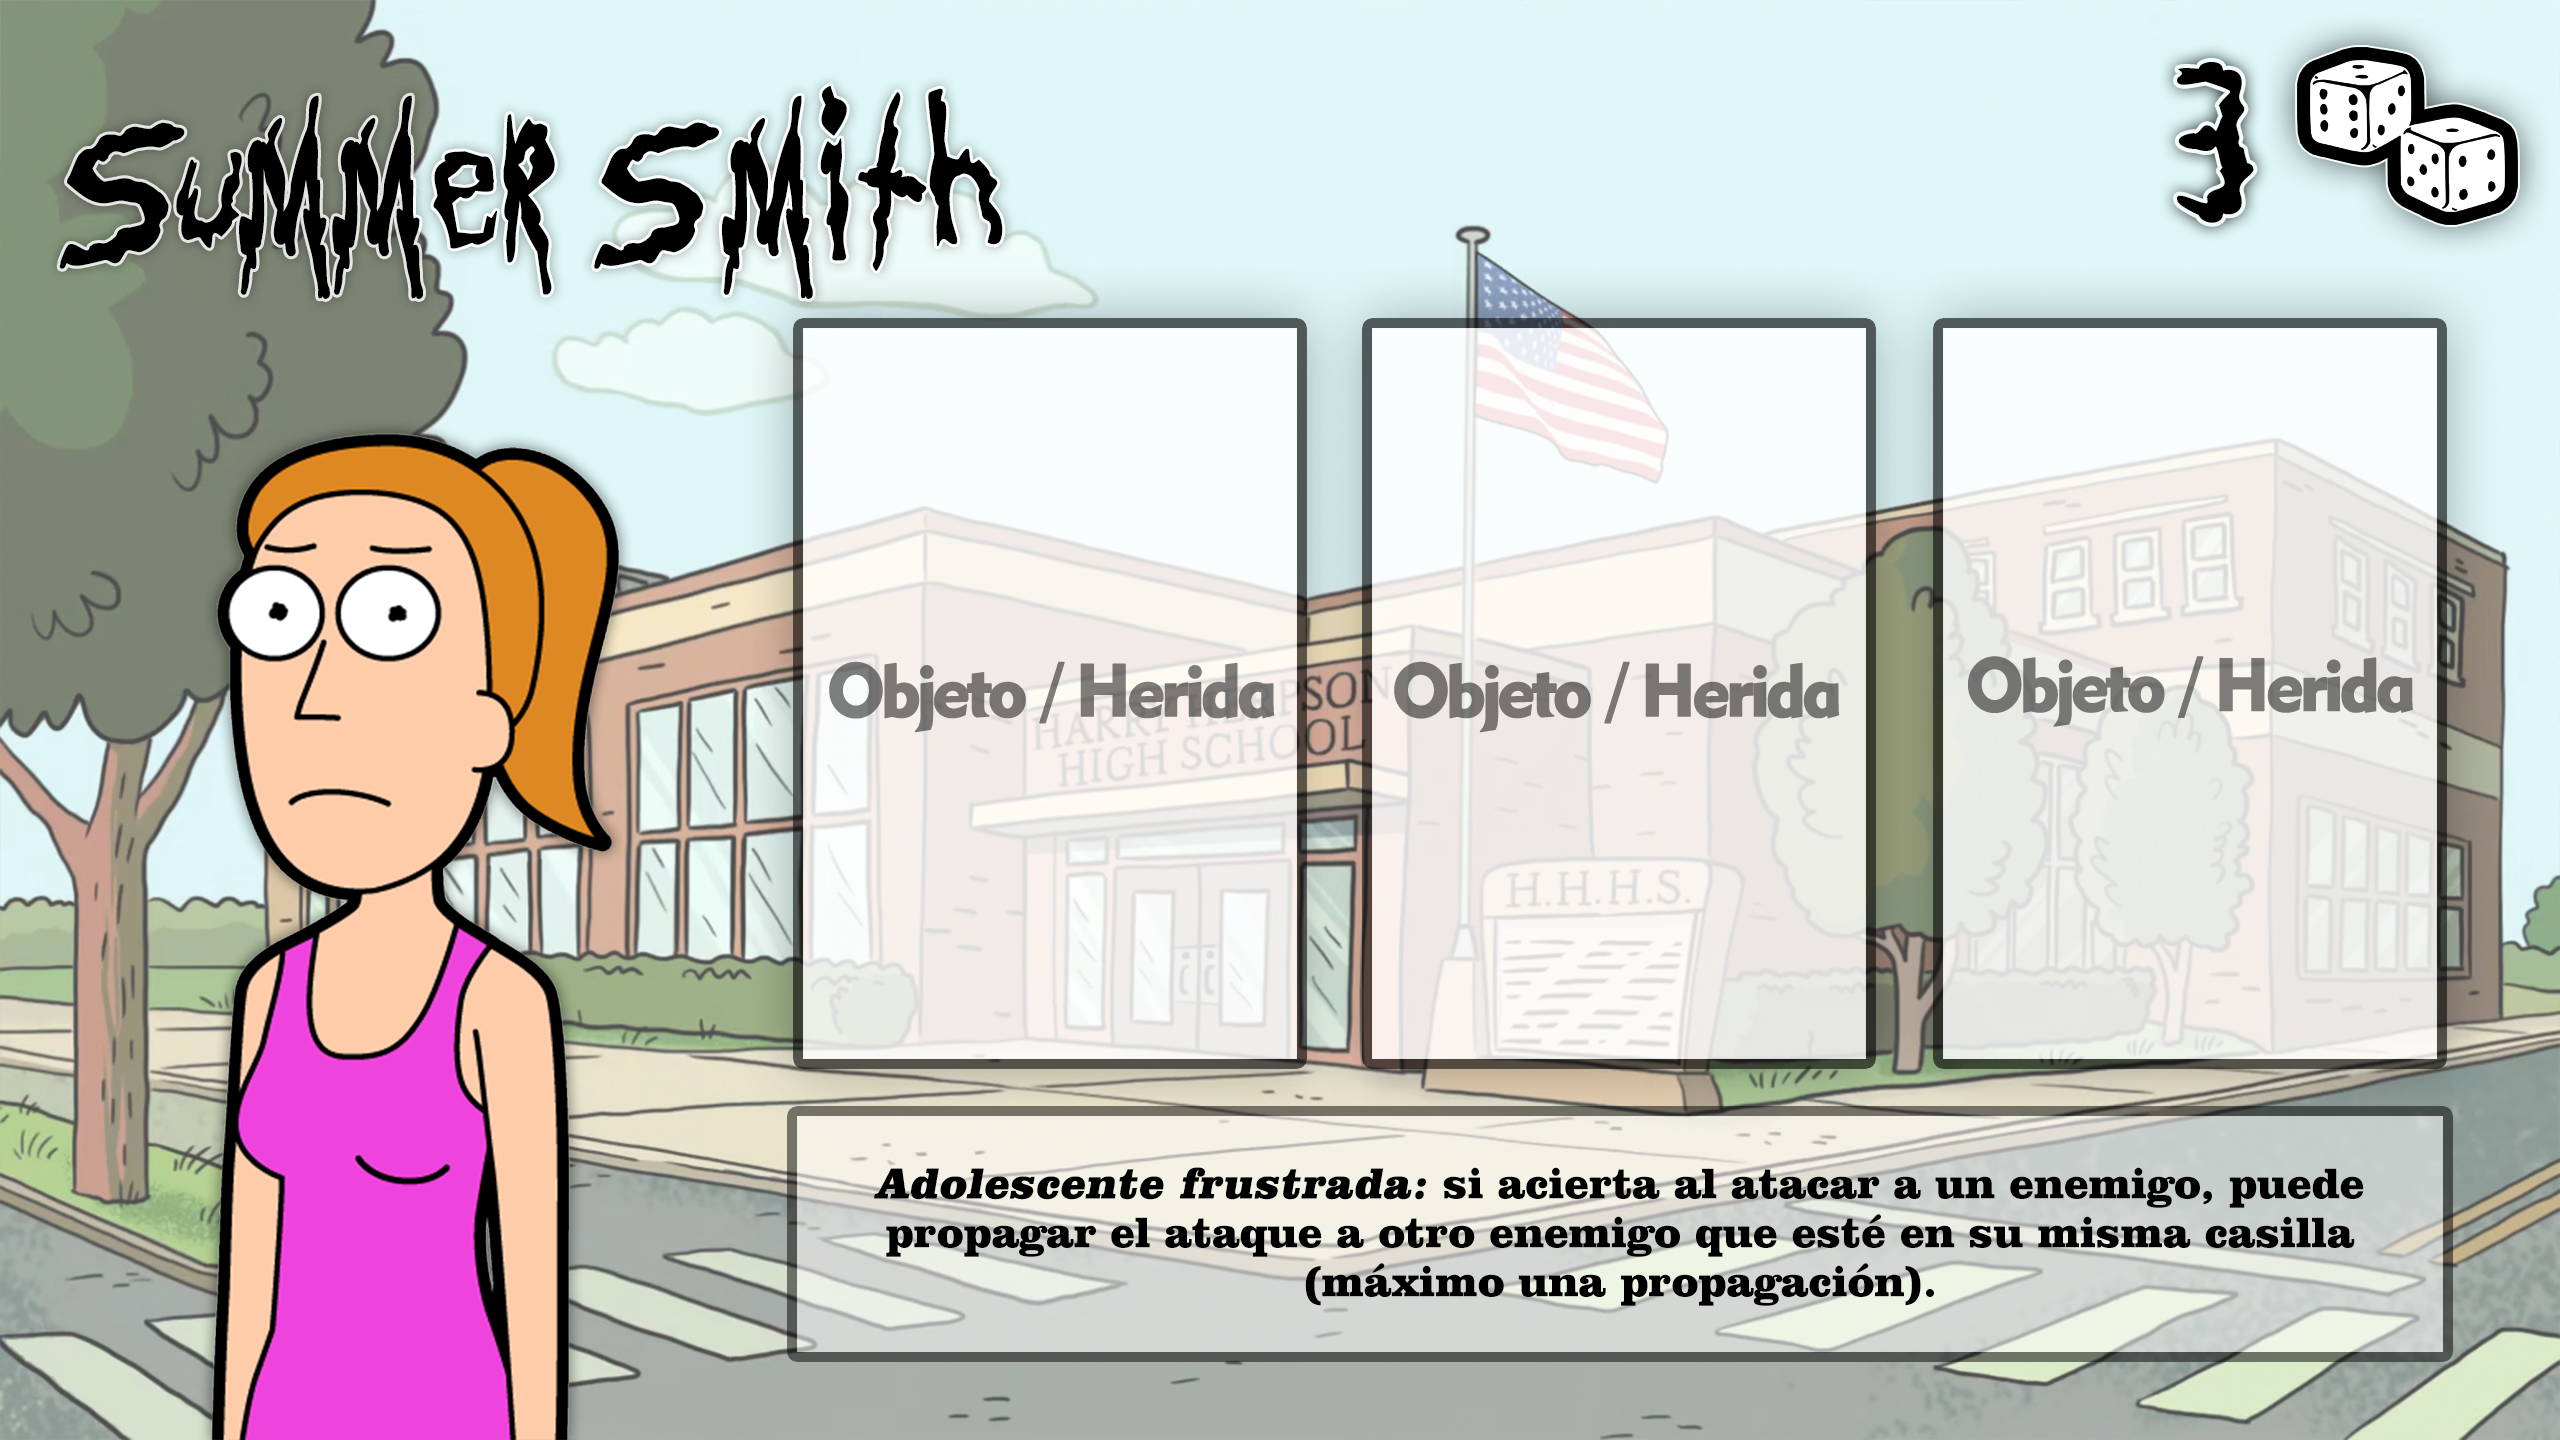 Summer Smith
3
Objeto / Herida
Objeto / Herida
Objeto / Herida
HARRY HERPSON
HIGH SCHOOL
H.H.H.S.
Adolescente frustrada: si acierta al atacar a un enemigo, puede
propagar el ataque a otro enemigo que esté en su misma casilla
(máximo una propagación).